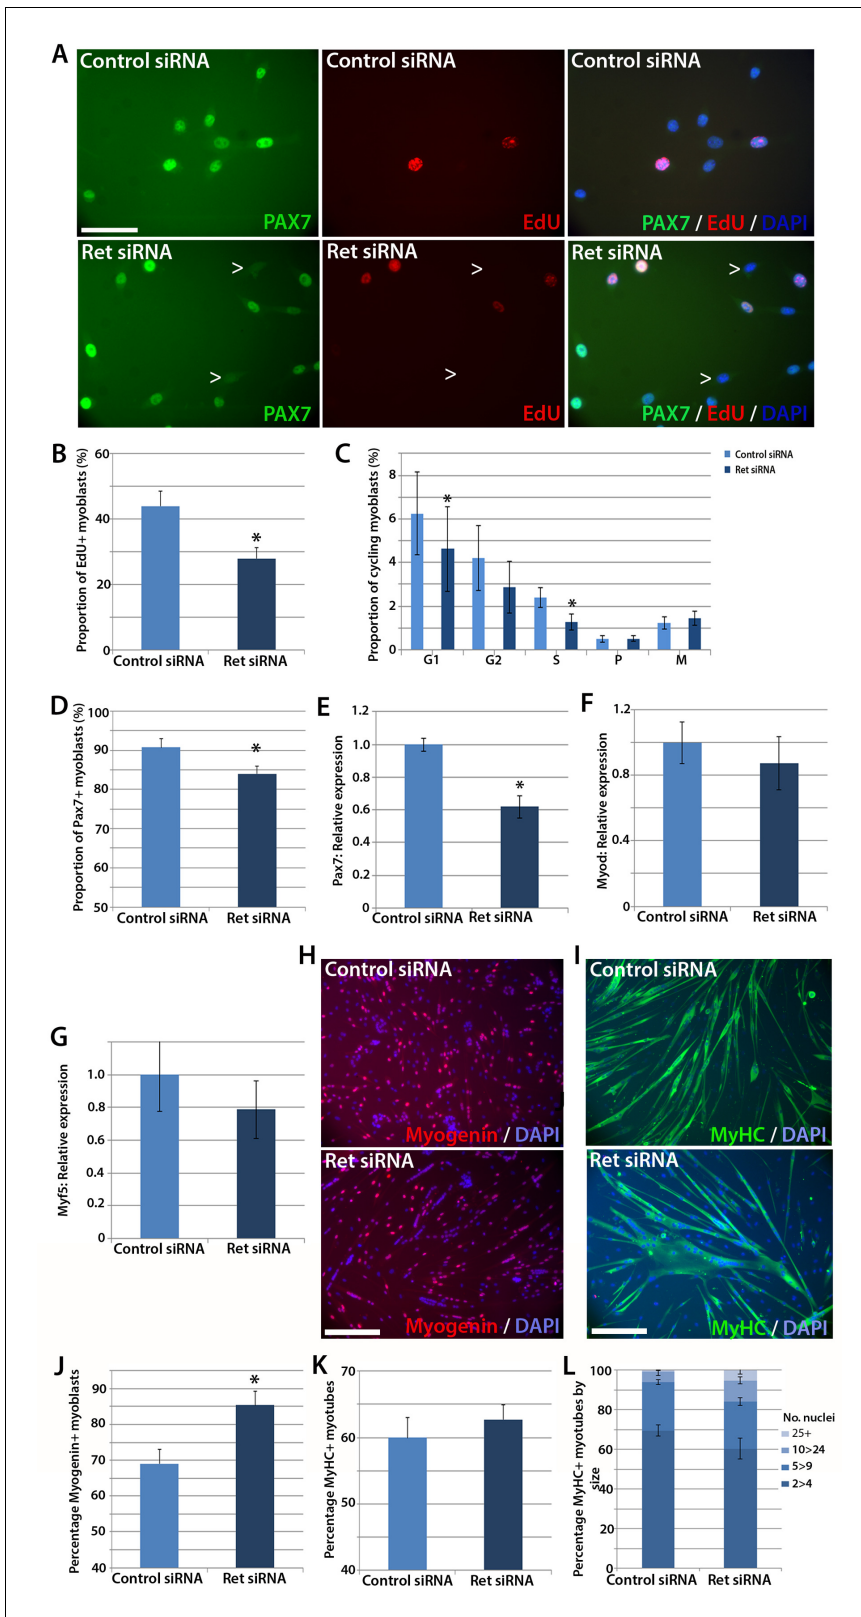 A
Control siRNA
PAX7
Control siRNA
EdU
Control siRNA
PAX7 / EdU / DAPI
Ret siRNA
>
>
PAX7
Ret siRNA
>
>
EdU
Ret siRNA
>
>
PAX7 / EdU / DAPI
B
Proportion of EdU+ myoblasts (%)
60
40
20
0
*
Control siRNA
Ret siRNA
C
Proportion of cycling myoblasts (%)
8
6
4
2
0
*
*
G1
G2
S
P
M
Control siRNA
Ret siRNA
D
Proportion of Pax7+ myoblasts (%)
100
90
80
70
60
50
*
Control siRNA
Ret siRNA
E
Pax7: Relative expression
1.2
1.0
0.8
0.6
0.4
0.2
0
*
Control siRNA
Ret siRNA
F
Myod: Relative expression
1.2
0.8
0.4
0
Control siRNA
Ret siRNA
G
Myf5: Relative expression
1.0
0.8
0.6
0.4
0.2
0
Control siRNA
Ret siRNA
H
Control siRNA
Myogenin / DAPI
Ret siRNA
Myogenin / DAPI
I
Control siRNA
MyHC / DAPI
Ret siRNA
MyHC / DAPI
J
Percentage Myogenin+ myoblasts
90
80
70
60
50
40
*
Control siRNA
Ret siRNA
K
Percentage MyHC+ myotubes
70
60
50
40
Control siRNA
Ret siRNA
L
Percentage MyHC+ myotubes by
size
100
80
60
40
20
0
Control siRNA
Ret siRNA
No. nuclei
25+
10>24
5>9
2>4